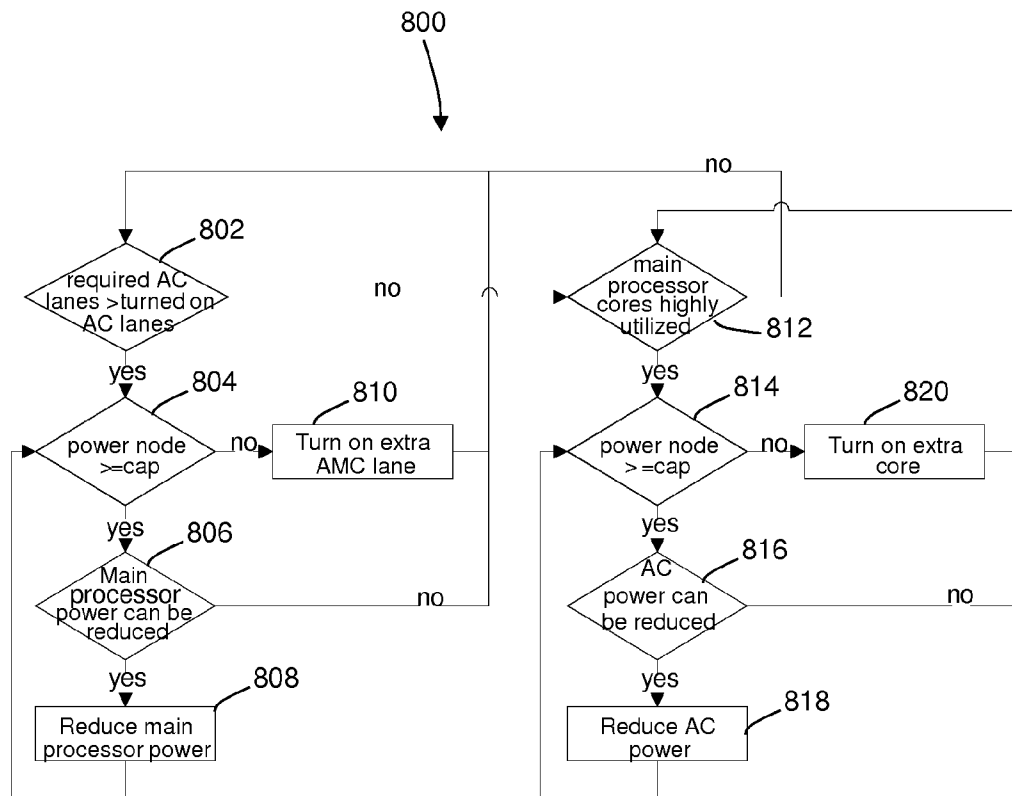 800
no
802
required AC
lanes >turned on
AC lanes
no
main
processor
cores highly
utilized
812
yes
804
power node
>=cap
no
810
Turn on extra
AMC lane
yes
814
power node
>=cap
no
820
Turn on extra
core
yes
806
Main
processor
power can be
reduced
no
yes
816
AC
power can
be reduced
no
yes
808
Reduce main
processor power
yes
818
Reduce AC
power